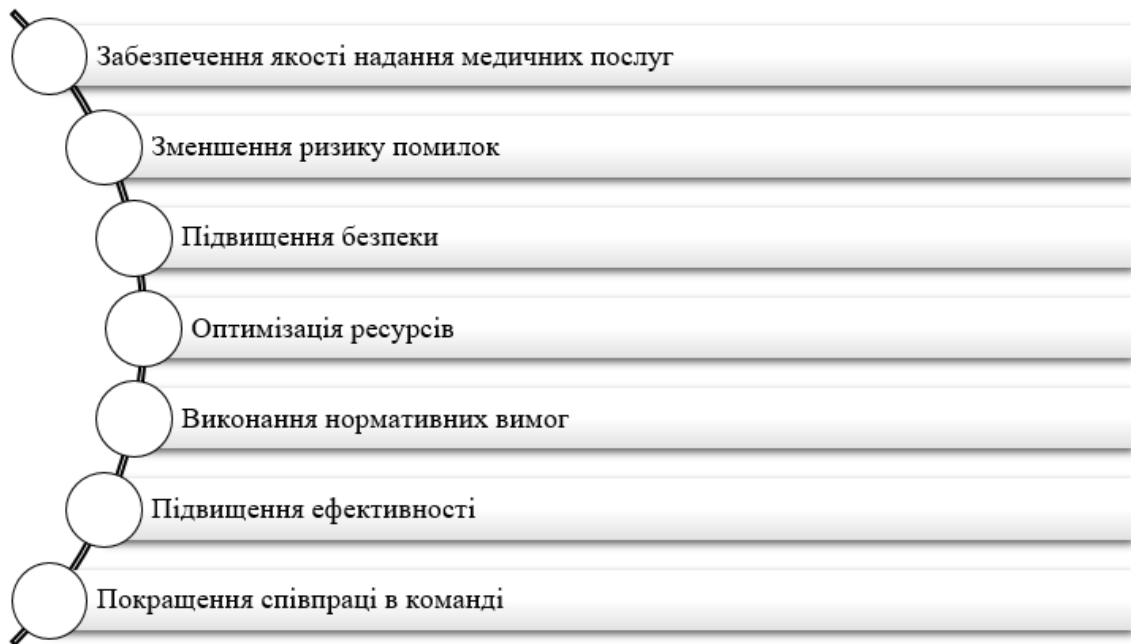 Забезпечення якості надання медичних послуг
Зменшення ризику помилок
Підвищення безпеки
Оптимізація ресурсів
Виконання нормативних вимог
Підвищення ефективності
Покращення співпраці в команді